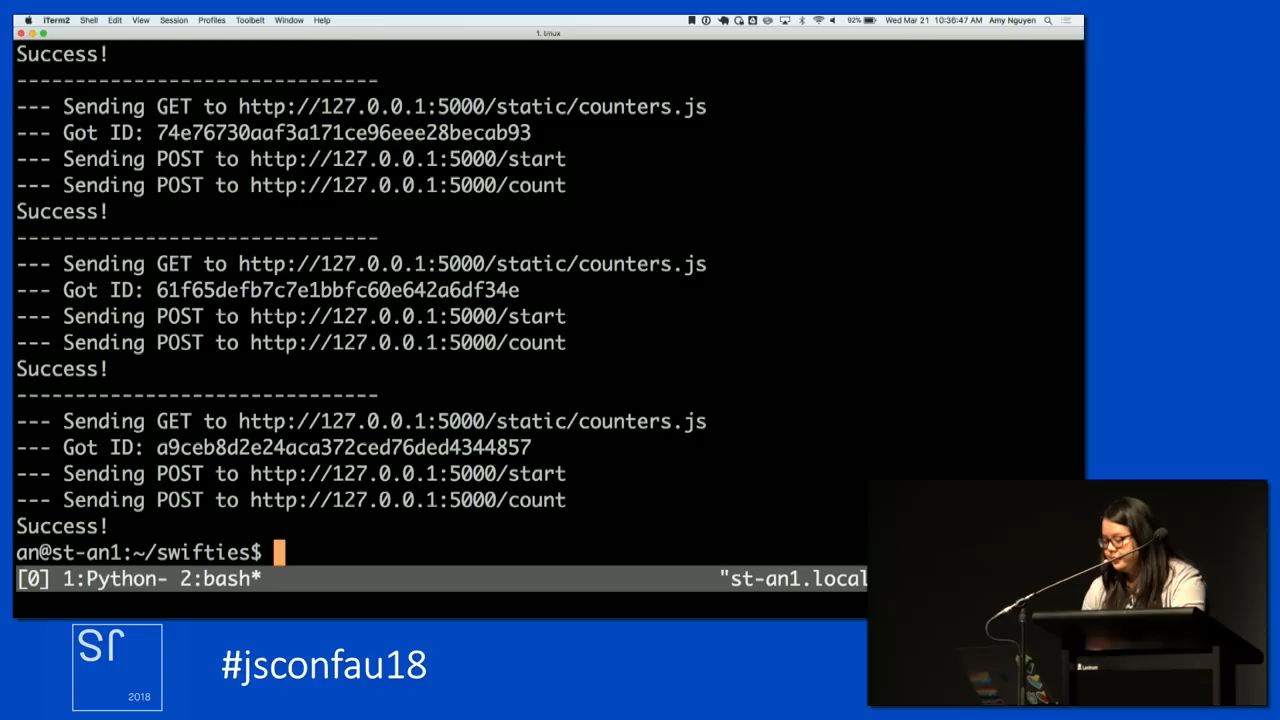 iTerm2 Shell Edit View Session Profiles Toolbelt Window Help 92% Wed Mar 21 10:36:47 AM Amy Nguyen
1. tmux
Success!
-------------------------------
--- Sending GET to http://127.0.0.1:5000/static/counters.js
--- Got ID: 74e76730aaf3a171ce96eee28becab93
--- Sending POST to http://127.0.0.1:5000/start
--- Sending POST to http://127.0.0.1:5000/count
Success!
-------------------------------
--- Sending GET to http://127.0.0.1:5000/static/counters.js
--- Got ID: 61f65defb7c7e1bbfc60e642a6df34e
--- Sending POST to http://127.0.0.1:5000/start
--- Sending POST to http://127.0.0.1:5000/count
Success!
-------------------------------
--- Sending GET to http://127.0.0.1:5000/static/counters.js
--- Got ID: a9ceb8d2e24aca372ced76ded4344857
--- Sending POST to http://127.0.0.1:5000/start
--- Sending POST to http://127.0.0.1:5000/count
Success!
an@st-an1:~/swifties$
[0] 1:Python- 2:bash* "st-an1.local
2018
#jsconfau18